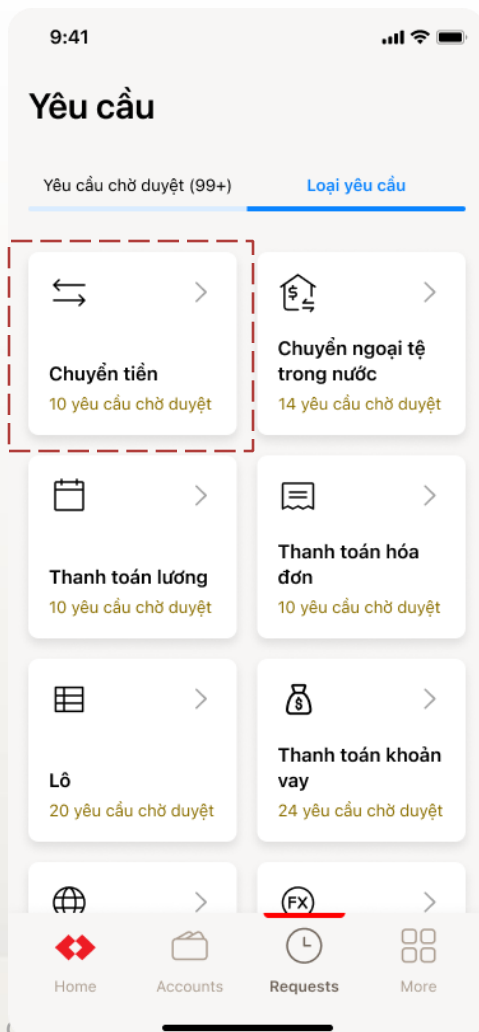 9:41
Yêu cầu
Yêu cầu chờ duyệt (99+)
Loại yêu cầu
Chuyển tiền
10 yêu cầu chờ duyệt
$
Chuyển ngoại tệ
trong nước
14 yêu cầu chờ duyệt
Thanh toán lương
10 yêu cầu chờ duyệt
Thanh toán hóa
đơn
10 yêu cầu chờ duyệt
Lô
20 yêu cầu chờ duyệt
$
Thanh toán khoản
vay
24 yêu cầu chờ duyệt
FX
Home
Accounts
Requests
More